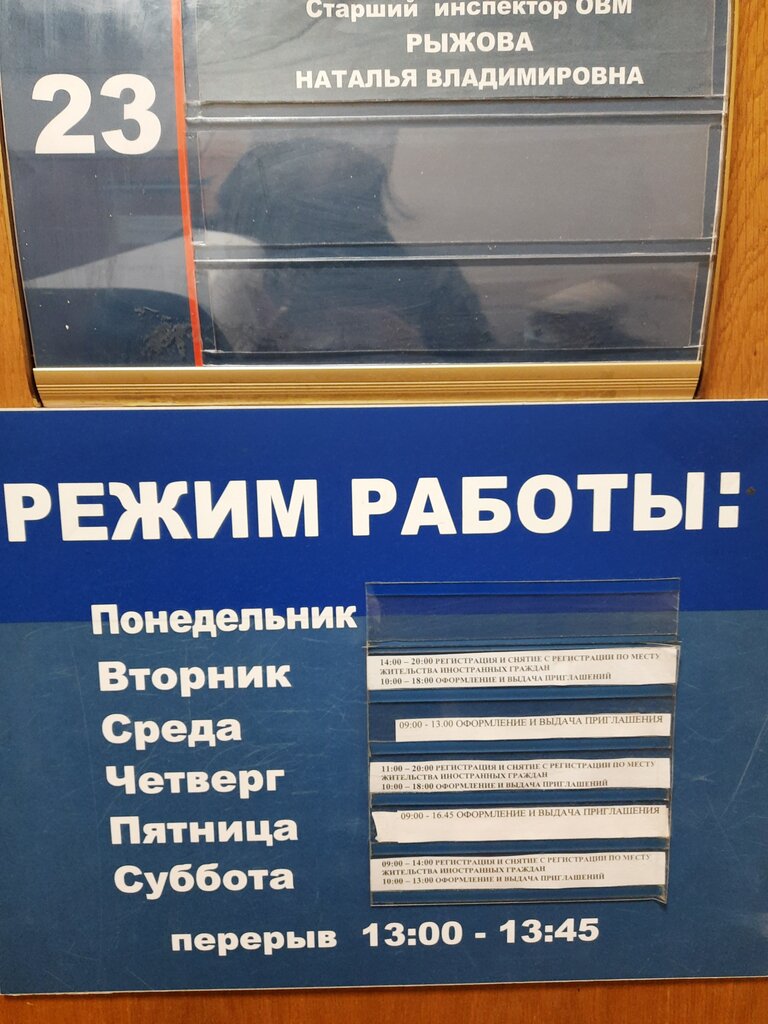 Старший инспектор ОВМ
РЫЖОВА
НАТАЛЬЯ ВЛАДИМИРОВНА
23
РЕЖИМ РАБОТЫ:
Понедельник
Вторник
14:00 – 20:00 РЕГИСТРАЦИЯ И СНЯТИЕ С РЕГИСТРАЦИИ ПО МЕСТУ
ЖИТЕЛЬСТВА ИНОСТРАННЫХ ГРАЖДАН
10:00 – 18:00 ОФОРМЛЕНИЕ И ВЫДАЧА ПРИГЛАШЕНИЙ
Среда
09:00 - 13.00 ОФОРМЛЕНИЕ И ВЫДАЧА ПРИГЛАШЕНИЯ
Четверг
11:00 – 20:00 РЕГИСТРАЦИЯ И СНЯТИЕ С РЕГИСТРАЦИИ ПО МЕСТУ
ЖИТЕЛЬСТВА ИНОСТРАННЫХ ГРАЖДАН
10:00 – 18:00 ОФОРМЛЕНИЕ И ВЫДАЧА ПРИГЛАШЕНИЙ
Пятница
09:00 - 16.45 ОФОРМЛЕНИЕ И ВЫДАЧА ПРИГЛАШЕНИЯ
Суббота
09:00 – 14:00 РЕГИСТРАЦИЯ И СНЯТИЕ С РЕГИСТРАЦИИ ПО МЕСТУ
ЖИТЕЛЬСТВА ИНОСТРАННЫХ ГРАЖДАН
10:00 – 13:00 ОФОРМЛЕНИЕ И ВЫДАЧА ПРИГЛАШЕНИЙ
перерыв 13:00 - 13:45